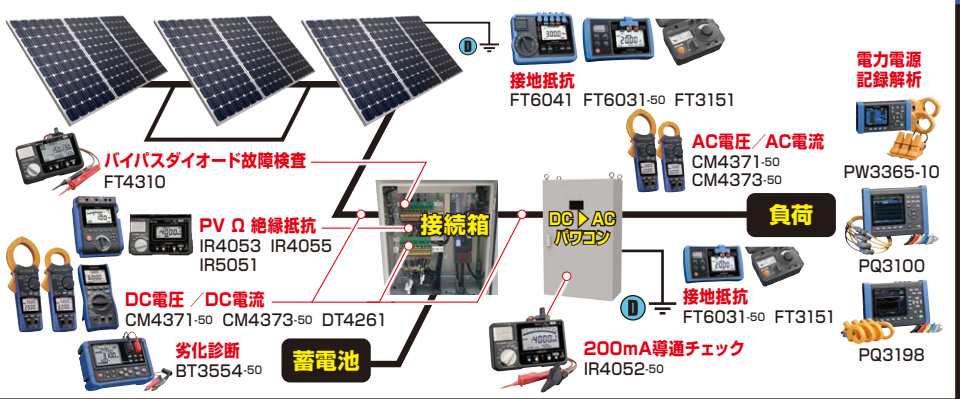 D
接地抵抗
FT6041 FT6031-50 FT3151
電力電源
記録解析
PW3365-10
PQ3100
PQ3198
AC電圧／AC電流
CM4371-50
CM4373-50
バイパスダイオード故障検査
FT4310
PV Ω 絶縁抵抗
IR4053 IR4055
IR5051
接続箱
DC▶AC
パワコン
負荷
DC電圧／DC電流
CM4371-50 CM4373-50 DT4261
D
接地抵抗
FT6031-50 FT3151
劣化診断
BT3554-50
蓄電池
200mA導通チェック
IR4052-50